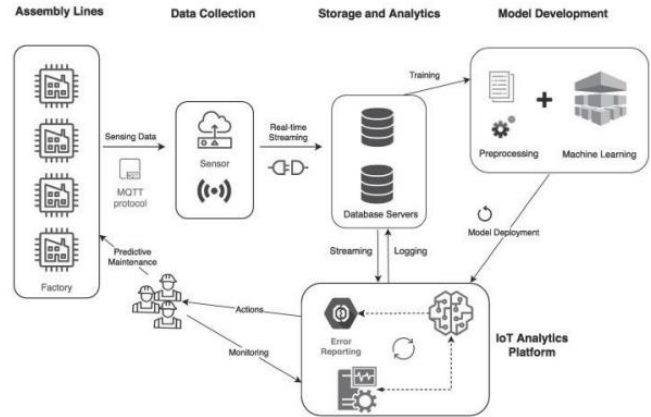 Assembly Lines
Data Collection
Storage and Analytics
Model Development
Sensing Data
MQTT
protocol
Sensor
Real-time
Streaming
Database Servers
Training
Preprocessing
Machine Learning
Factory
Predictive
Maintenance
Streaming
Logging
Model Deployment
Actions
Monitoring
Error
Reporting
IoT Analytics
Platform